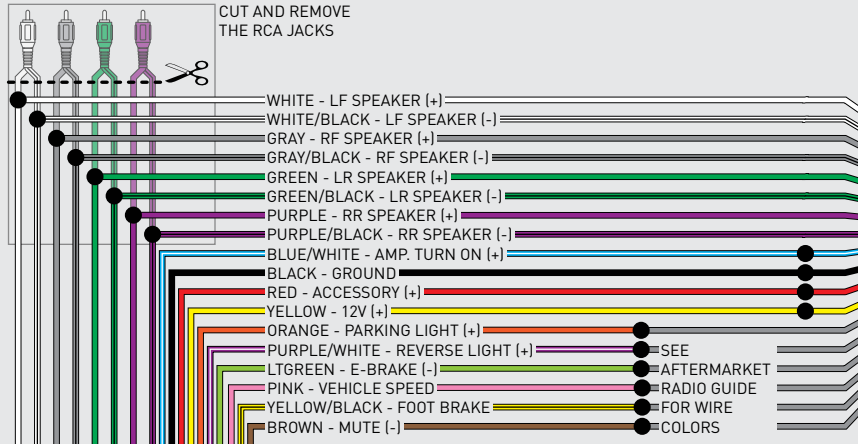 CUT AND REMOVE
THE RCA JACKS
WHITE - LF SPEAKER (+)
WHITE/BLACK - LF SPEAKER (-)
GRAY - RF SPEAKER (+)
GRAY/BLACK - RF SPEAKER (-)
GREEN - LR SPEAKER (+)
GREEN/BLACK - LR SPEAKER (-)
PURPLE - RR SPEAKER (+)
PURPLE/BLACK - RR SPEAKER (-)
BLUE/WHITE - AMP. TURN ON (+)
BLACK - GROUND
RED - ACCESSORY (+)
YELLOW - 12V (+)
ORANGE - PARKING LIGHT (+)
PURPLE/WHITE - REVERSE LIGHT (+) SEE
LTGREEN - E-BRAKE (-) AFTERMARKET
PINK - VEHICLE SPEED RADIO GUIDE
YELLOW/BLACK - FOOT BRAKE FOR WIRE
BROWN - MUTE (-) COLORS